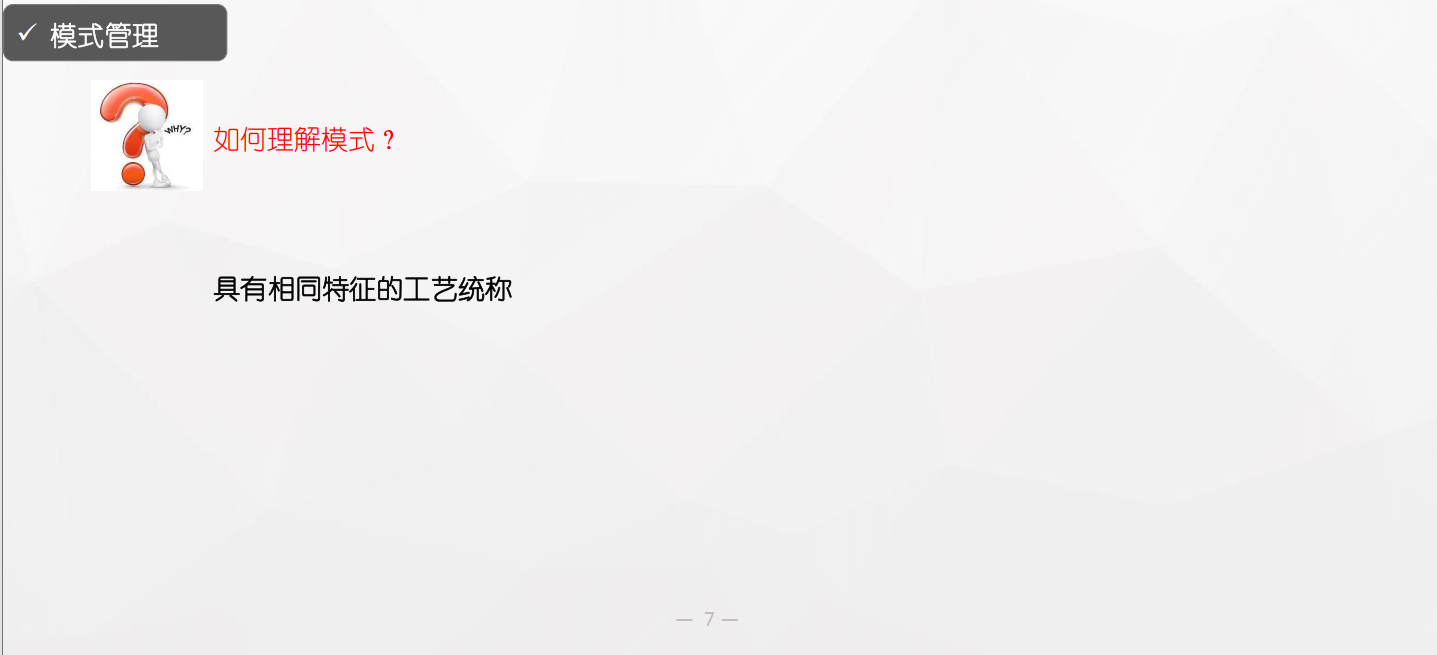 ✓ 模式管理
WHY?
如何理解模式？
具有相同特征的工艺统称
— 7 —